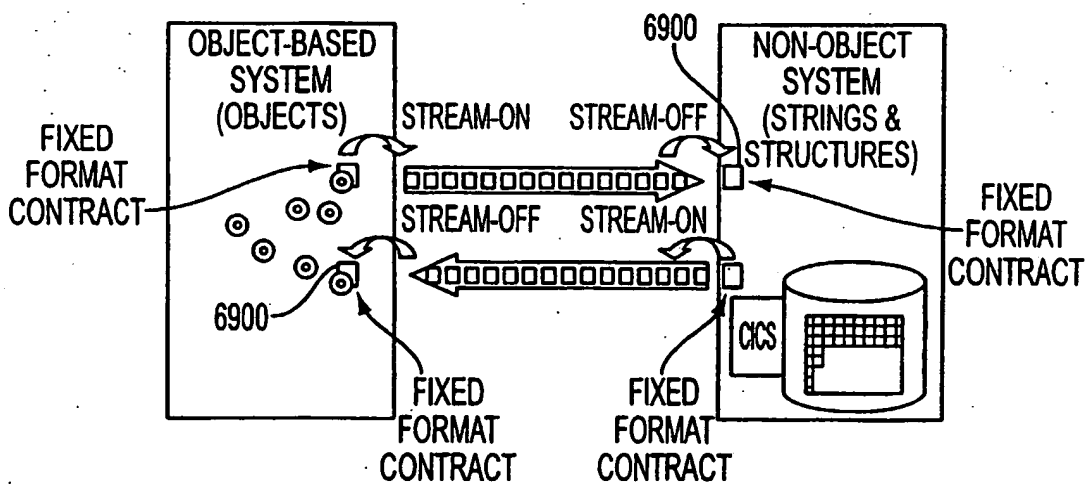 OBJECT-BASED
SYSTEM
(OBJECTS)
6900
NON-OBJECT
SYSTEM
(STRINGS &
STRUCTURES)
FIXED
FORMAT
CONTRACT
STREAM-ON
STREAM-OFF
STREAM-OFF
STREAM-ON
FIXED
FORMAT
CONTRACT
6900
CICS
FIXED
FORMAT
CONTRACT
FIXED
FORMAT
CONTRACT